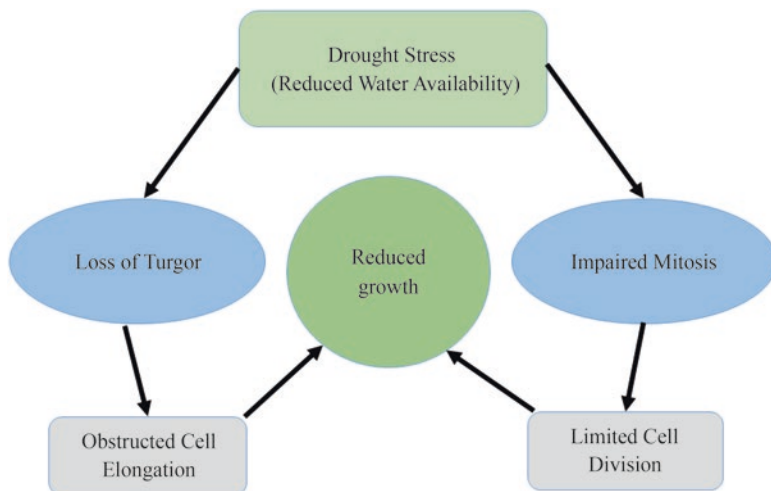 Drought Stress
(Reduced Water Availability)
Loss of Turgor
Reduced
growth
Impaired Mitosis
Obstructed Cell
Elongation
Limited Cell
Division